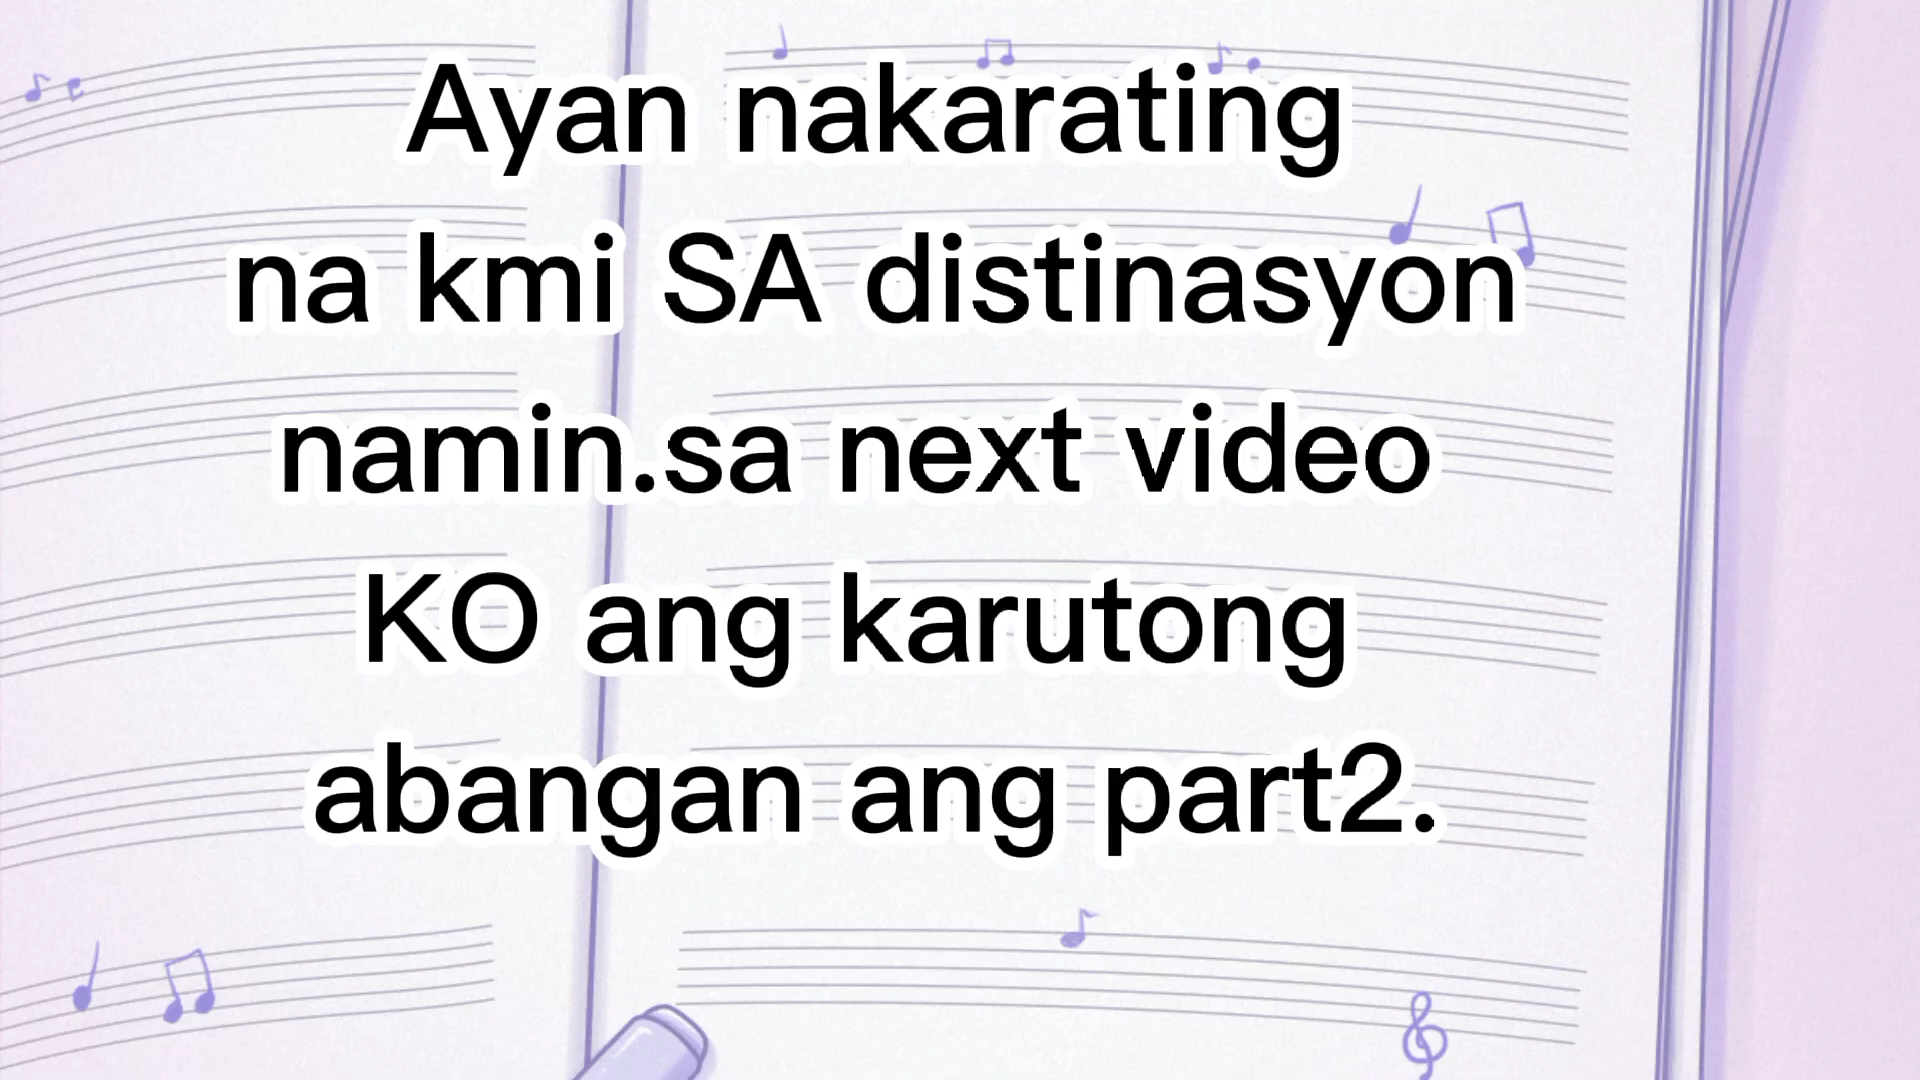 Ayan nakarating
na kmi SA distinasyon
namin.sa next video
KO ang karutong
abangan ang part2.